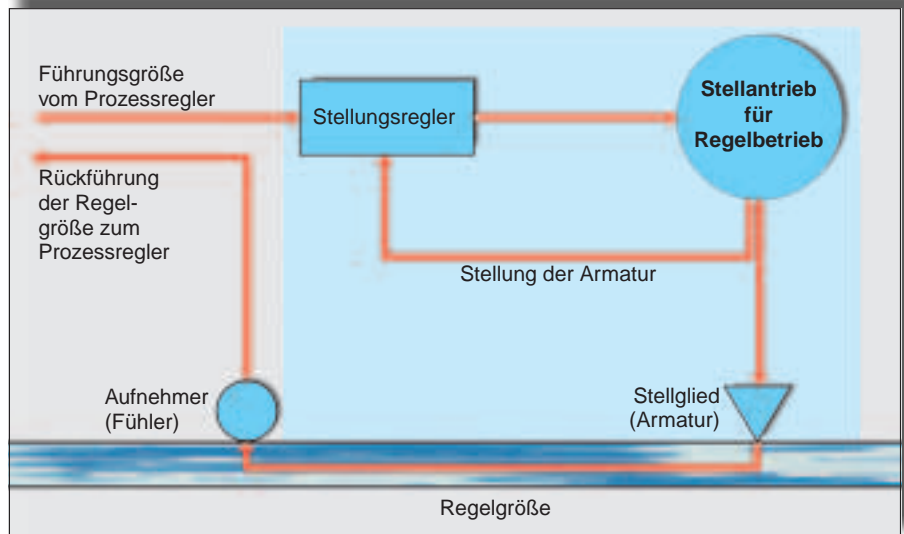 Führungsgröße
vom Prozessregler
Stellungsregler
Stellantrieb
für
Regelbetrieb
Rückführung
der Regel-
größe zum
Prozessregler
Stellung der Armatur
Aufnehmer
(Fühler)
Stellglied
(Armatur)
Regelgröße